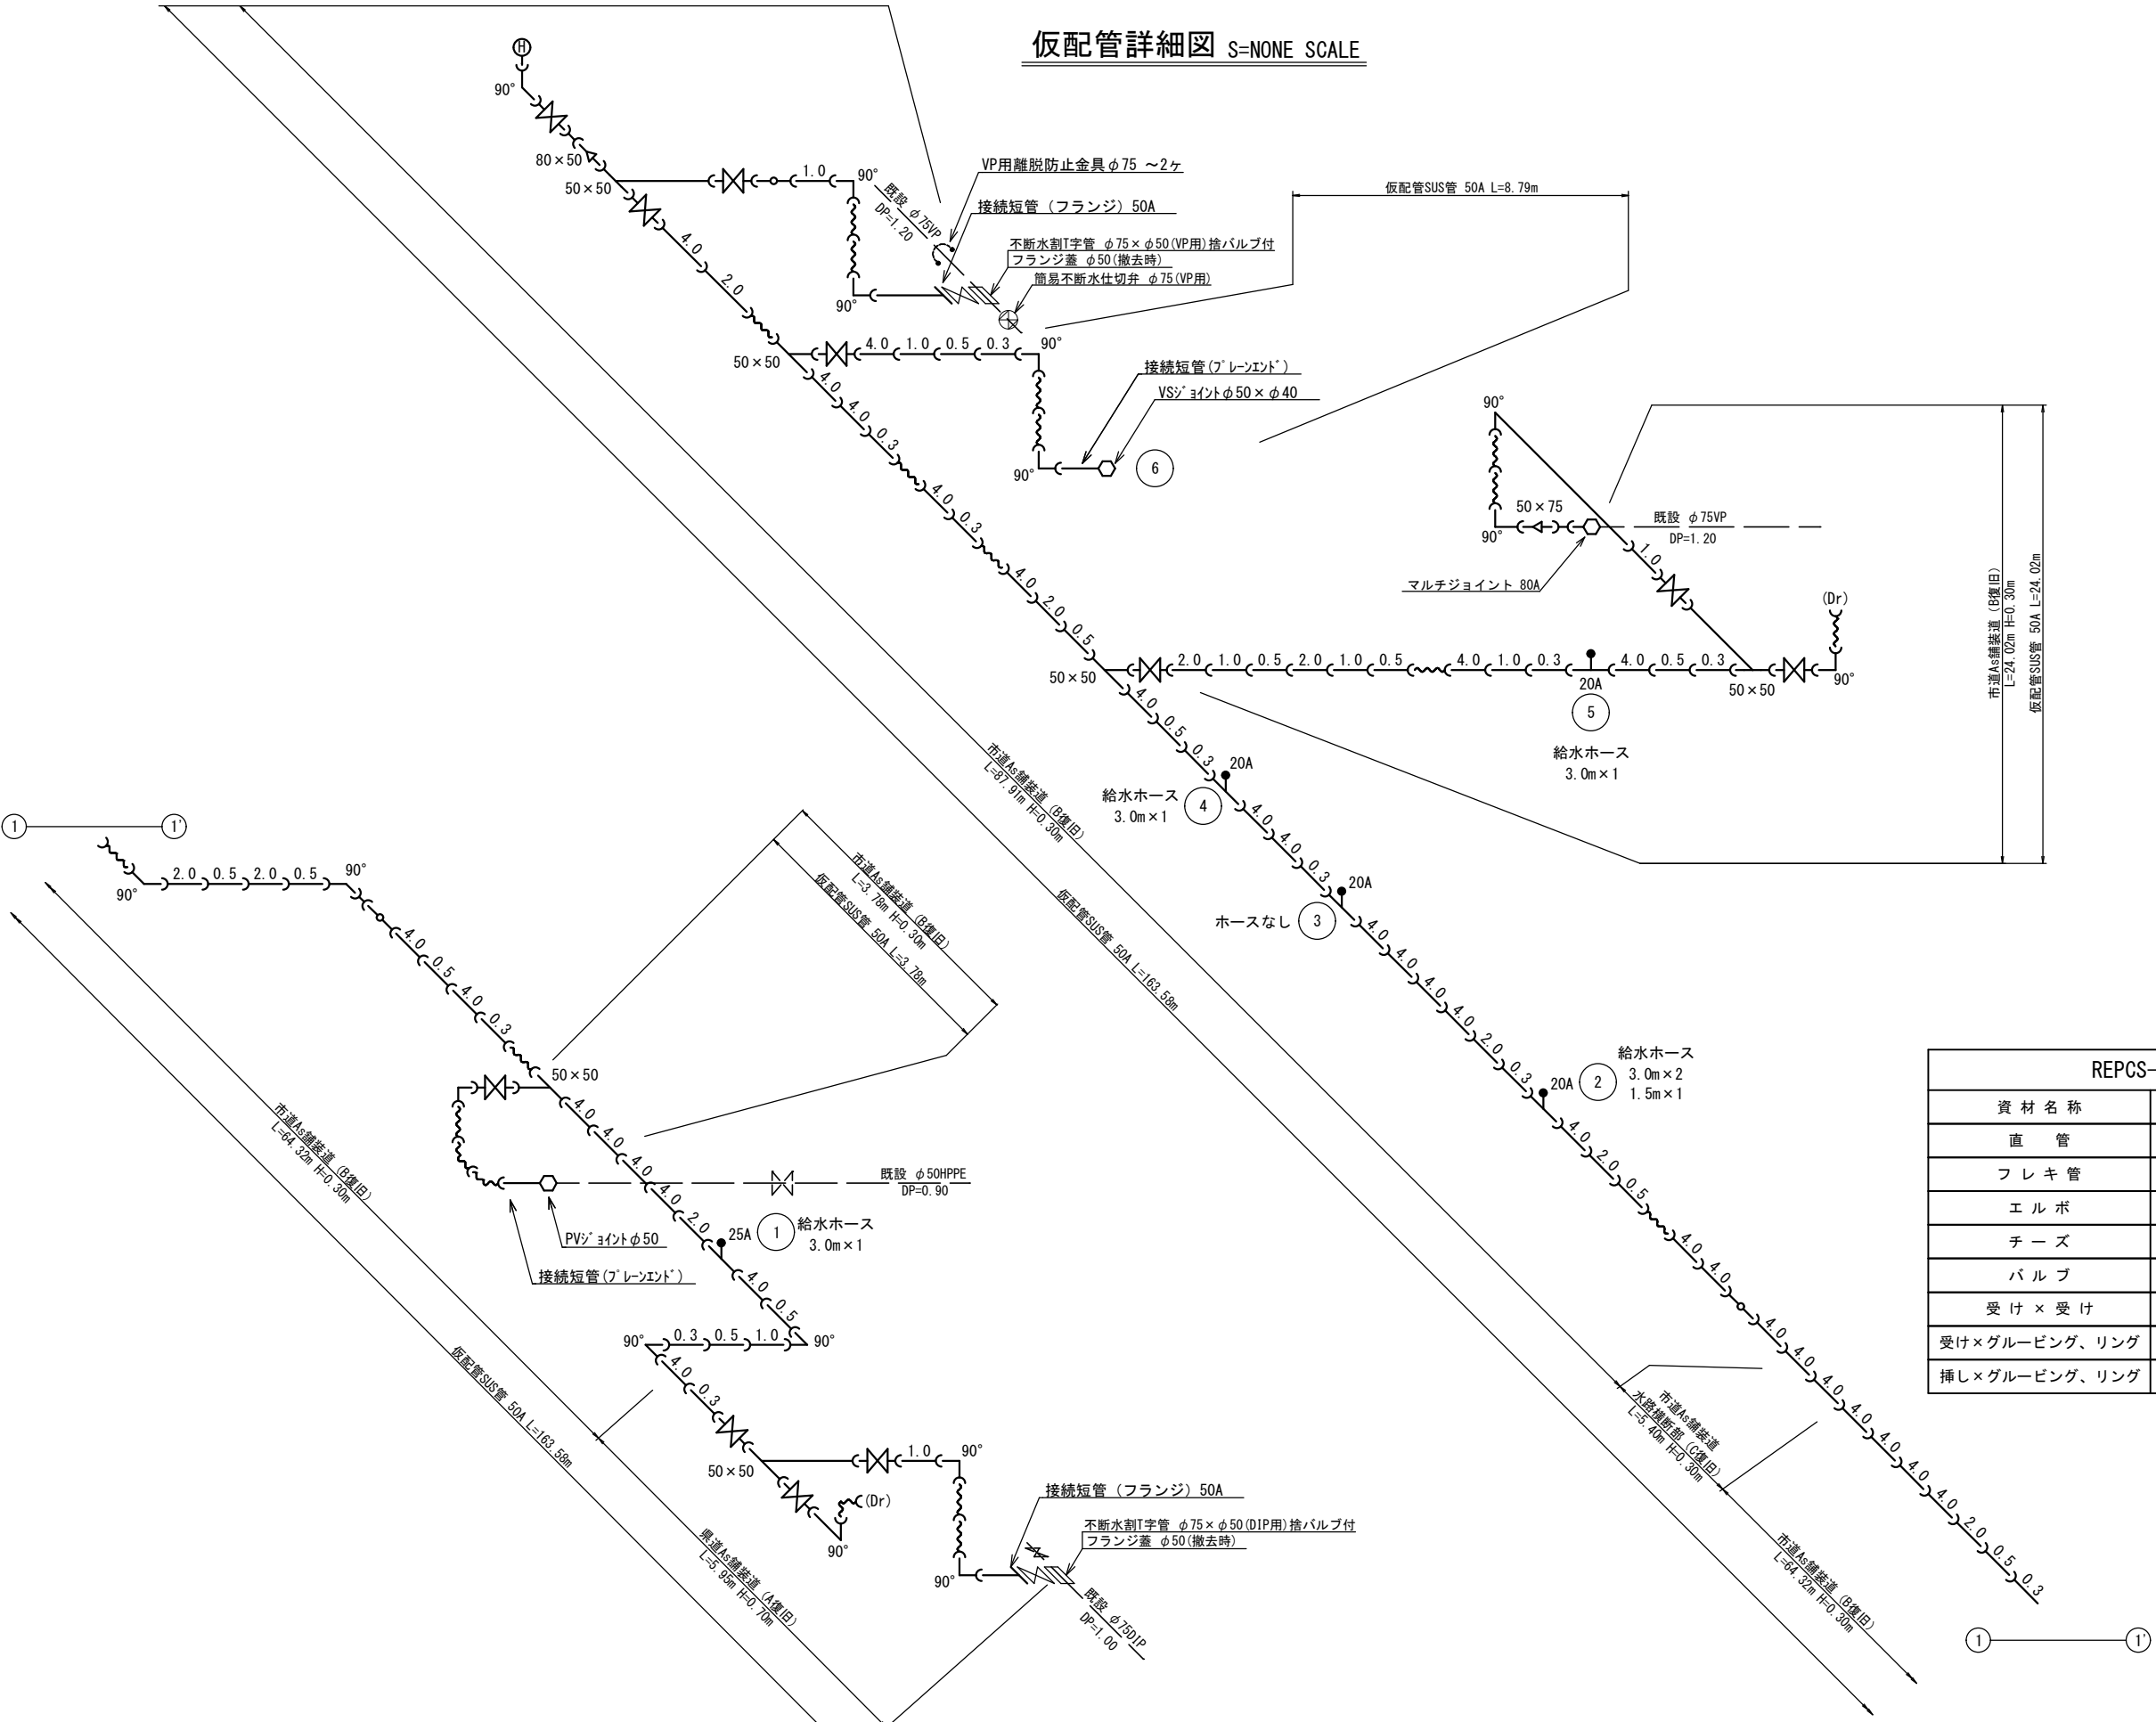 仮配管詳細図 S=NONE SCALE
H
90°
80×50
50×50
1.0
90°
既設 φ75VP
DP=1.20
VP用離脱防止金具φ75 ～2ヶ
接続短管（フランジ）50A
不断水割T字管 φ75×φ50(VP用)捨バルブ付
フランジ蓋 φ50(撤去時)
簡易不断水仕切弁 φ75(VP用)
90°
仮配管SUS管 50A L=8.79m
4.0
2.0
50×50
4.0 1.0 0.5 0.3
90°
接続短管(ﾌﾟﾚｰﾝｴﾝﾄﾞ)
VSｼﾞｮｲﾝﾄφ50×φ40
90°
6
4.0
4.0
0.3
4.0
0.3
4.0
2.0
0.5
90°
50×75
既設 φ75VP
DP=1.20
90°
マルチジョイント 80A
1.0
(Dr)
50×50
2.0 1.0 0.5 2.0 1.0 0.5 4.0 1.0 0.3 4.0 0.5 0.3
20A
50×50
90°
5
給水ホース
3.0m×1
市道As舗装道（B復旧）
L=24.02m H=0.30m
仮配管SUS管 50A L=24.02m
4.0
0.5
0.3
20A
給水ホース
3.0m×1
4
4.0
4.0
0.3
20A
ホースなし
3
4.0
4.0
4.0
4.0
2.0
0.3
20A
2
給水ホース
3.0m×2
1.5m×1
4.0
2.0
0.5
4.0
4.0
4.0
4.0
4.0
4.0
4.0
4.0
4.0
2.0
0.5
0.3
1
1'
市道As舗装道（B復旧）
L=87.91m H=0.30m
仮配管SUS管 50A L=163.58m
市道As舗装道
水路横断部（C復旧）
L=5.40m H=0.30m
市道As舗装道（B復旧）
L=64.32m H=0.30m
1
1'
90°
2.0 0.5 2.0 0.5
90°
4.0
0.5
4.0
0.3
50×50
市道As舗装道（B復旧）
L=3.78m H=0.30m
仮配管SUS管 50A L=3.78m
4.0
4.0
4.0
4.0
2.0
25A
1
給水ホース
3.0m×1
既設 φ50HPPE
DP=0.90
PVｼﾞｮｲﾝﾄφ50
接続短管(ﾌﾟﾚｰﾝｴﾝﾄﾞ)
4.0
0.5
90°
0.3 0.5 1.0
90°
4.0
0.3
50×50
1.0
90°
(Dr)
90°
90°
接続短管（フランジ）50A
不断水割T字管 φ75×φ50(DIP用)捨バルブ付
フランジ蓋 φ50(撤去時)
既設 φ75DIP
DP=1.00
市道As舗装道（B復旧）
L=64.32m H=0.30m
仮配管SUS管 50A L=163.58m
県道As舗装道（A復旧）
L=5.95m H=0.70m
REPCS-
資材名称
直 管
フレキ管
エルボ
チーズ
バルブ
受け×受け
受け×グルービング、リング
挿し×グルービング、リング